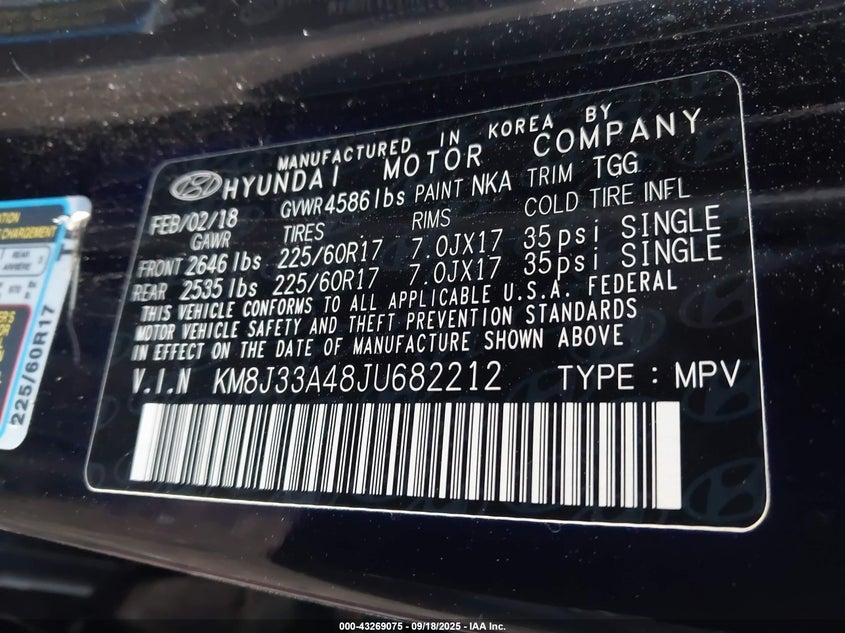 MANUFACTURED IN KOREA BY
HYUNDAI MOTOR COMPANY
FEB/02/18 GVWR 4586 lbs PAINT NKA TRIM TGG
GAWR TIRES RIMS COLD TIRE INFL
FRONT 2646 lbs 225/60R17 7.0JX17 35psi SINGLE
REAR 2535 lbs 225/60R17 7.0JX17 35psi SINGLE
THIS VEHICLE CONFORMS TO ALL APPLICABLE U.S.A. FEDERAL
MOTOR VEHICLE SAFETY AND THEFT PREVENTION STANDARDS
IN EFFECT ON THE DATE OF MANUFACTURE SHOWN ABOVE
V.I.N KM8J33A48JU682212 TYPE : MPV
CHARGEMENT
REAR
ARRIÈRE
225/60R17
000-43269075 - 09/18/2025 - IAA Inc.